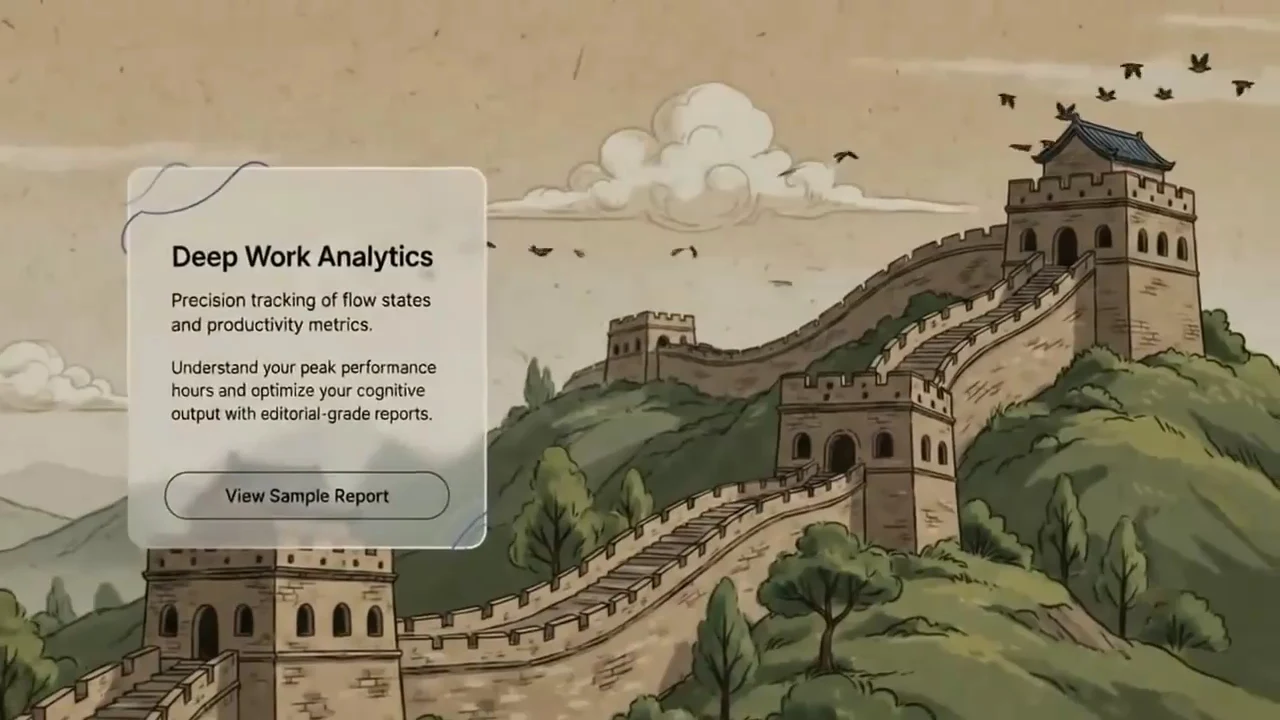 Deep Work Analytics
Precision tracking of flow states
and productivity metrics.
Understand your peak performance
hours and optimize your cognitive
output with editorial-grade reports.
View Sample Report